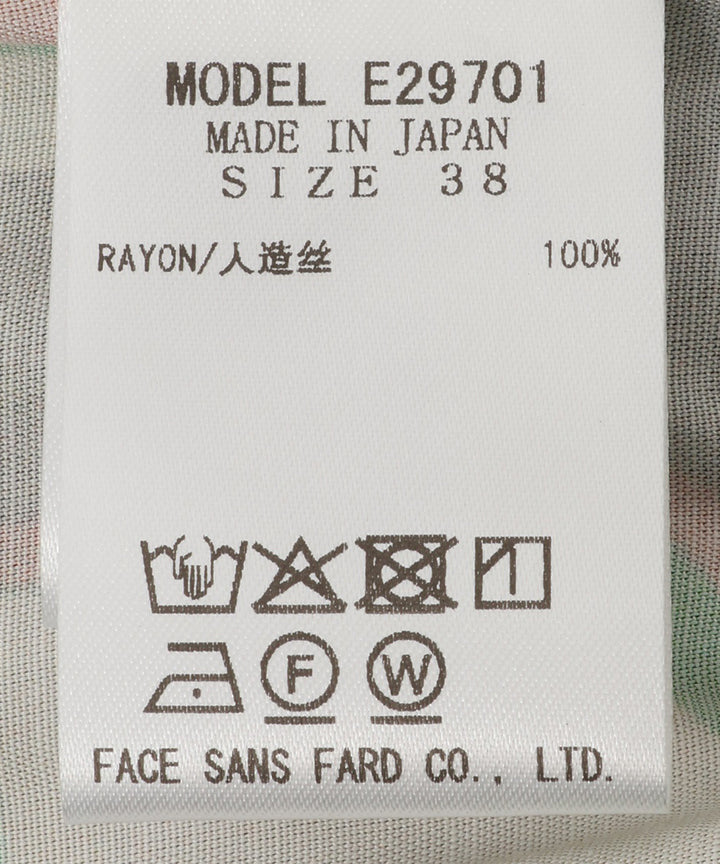 MODEL E29701
MADE IN JAPAN
SIZE 38
RAYON/人造丝 100%
F W
FACE SANS FARD CO., LTD.